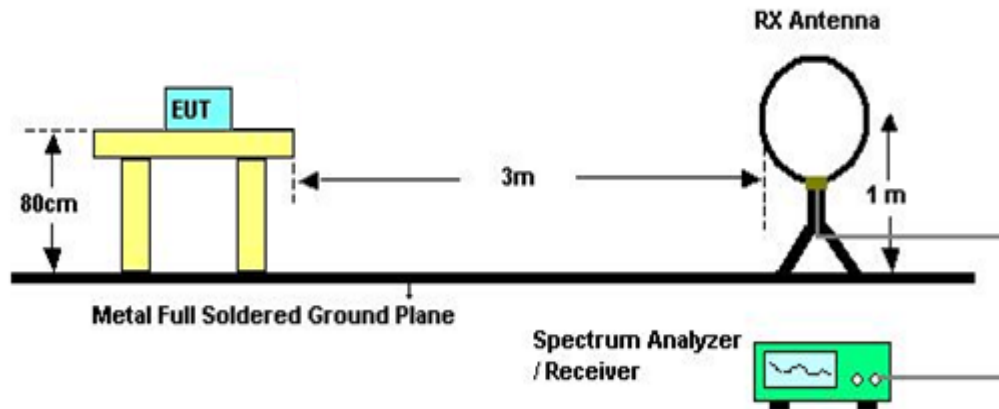 RX Antenna
EUT
3m
80cm
1 m
Metal Full Soldered Ground Plane
Spectrum Analyzer
/ Receiver